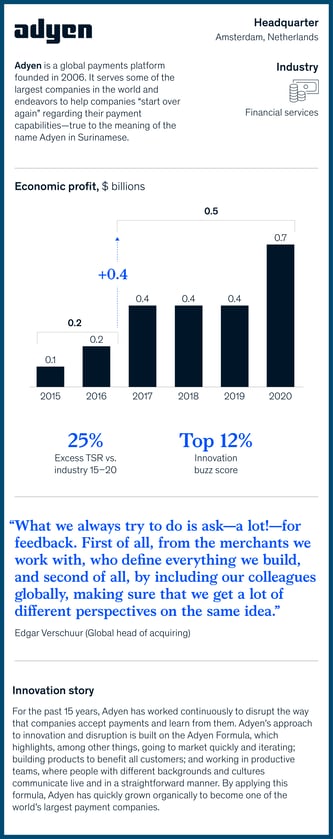 adyen
Headquarter
Amsterdam, Netherlands
Adyen is a global payments platform
founded in 2006. It serves some of the
largest companies in the world and
endeavors to help companies “start over
again” regarding their payment
capabilities—true to the meaning of the
name Adyen in Surinamese.
Industry
Financial services
Economic profit, $ billions
0.5
0.7
+0.4
0.4
0.4
0.4
0.2
0.2
0.1
2015
2016
2017
2018
2019
2020
25%
Excess TSR vs.
industry 15–20
Top 12%
Innovation
buzz score
“What we always try to do is ask—a lot!—for
feedback. First of all, from the merchants we
work with, who define everything we build,
and second of all, by including our colleagues
globally, making sure that we get a lot of
different perspectives on the same idea.”
Edgar Verschuur (Global head of acquiring)
Innovation story
For the past 15 years, Adyen has worked continuously to disrupt the way
that companies accept payments and learn from them. Adyen’s approach
to innovation and disruption is built on the Adyen Formula, which
highlights, among other things, going to market quickly and iterating;
building products to benefit all customers; and working in productive
teams, where people with different backgrounds and cultures
communicate live and in a straightforward manner. By applying this
formula, Adyen has quickly grown organically to become one of the
world’s largest payment companies.